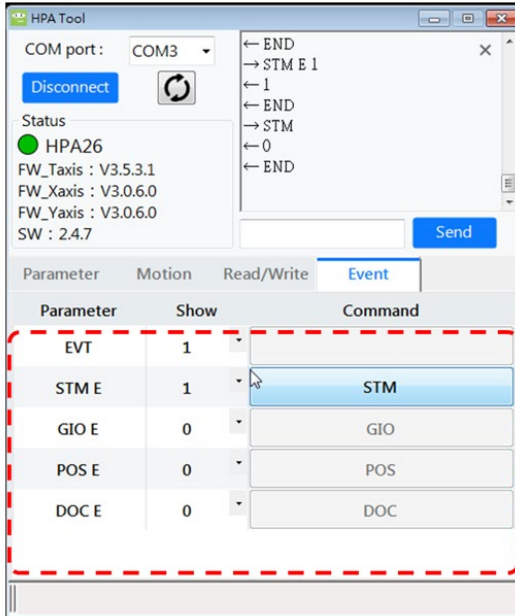 HPA Tool
COM port :
COM3
Disconnect
Status
HPA26
FW_Taxis : V3.5.3.1
FW_Xaxis : V3.0.6.0
FW_Yaxis : V3.0.6.0
SW : 2.4.7
← END
→ STM E 1
← 1
← END
→ STM
← 0
← END
Send
Parameter Motion Read/Write Event
Parameter Show Command
EVT 1
STM E 1 STM
GIO E 0 GIO
POS E 0 POS
DOC E 0 DOC